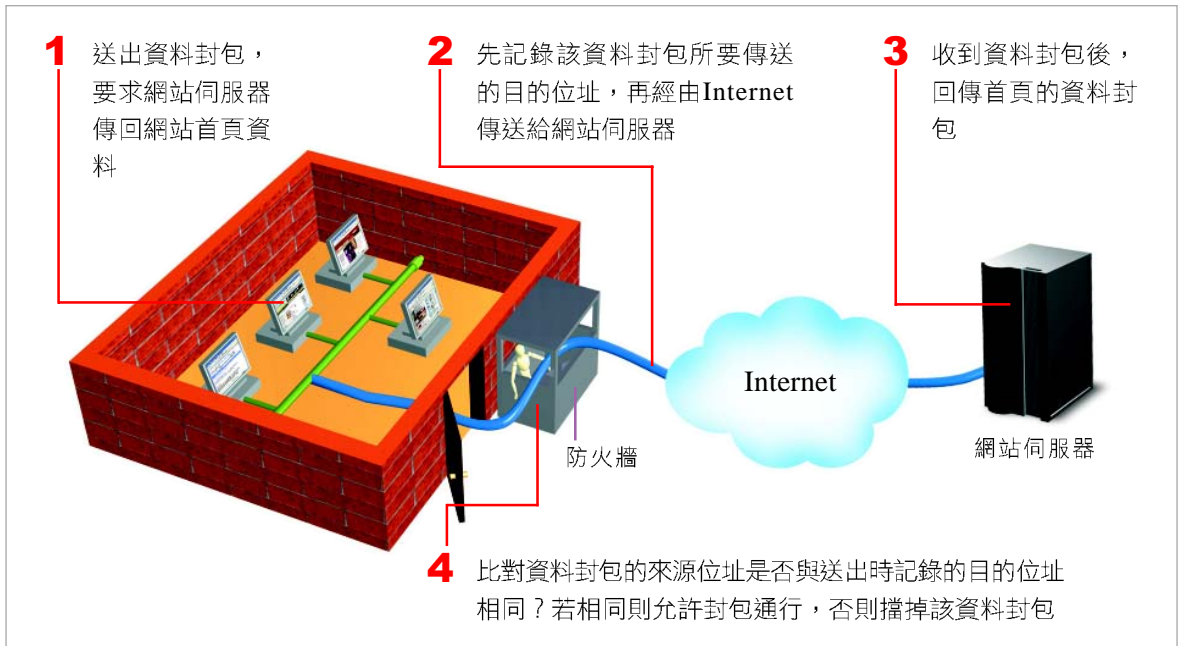 1 送出資料封包，
要求網站伺服器
傳回網站首頁資
料
2 先記錄該資料封包所要傳送
的目的位址，再經由Internet
傳送給網站伺服器
3 收到資料封包後，
回傳首頁的資料封
包
Internet
防火牆
網站伺服器
4 比對資料封包的來源位址是否與送出時記錄的目的位址
相同？若相同則允許封包通行，否則擋掉該資料封包